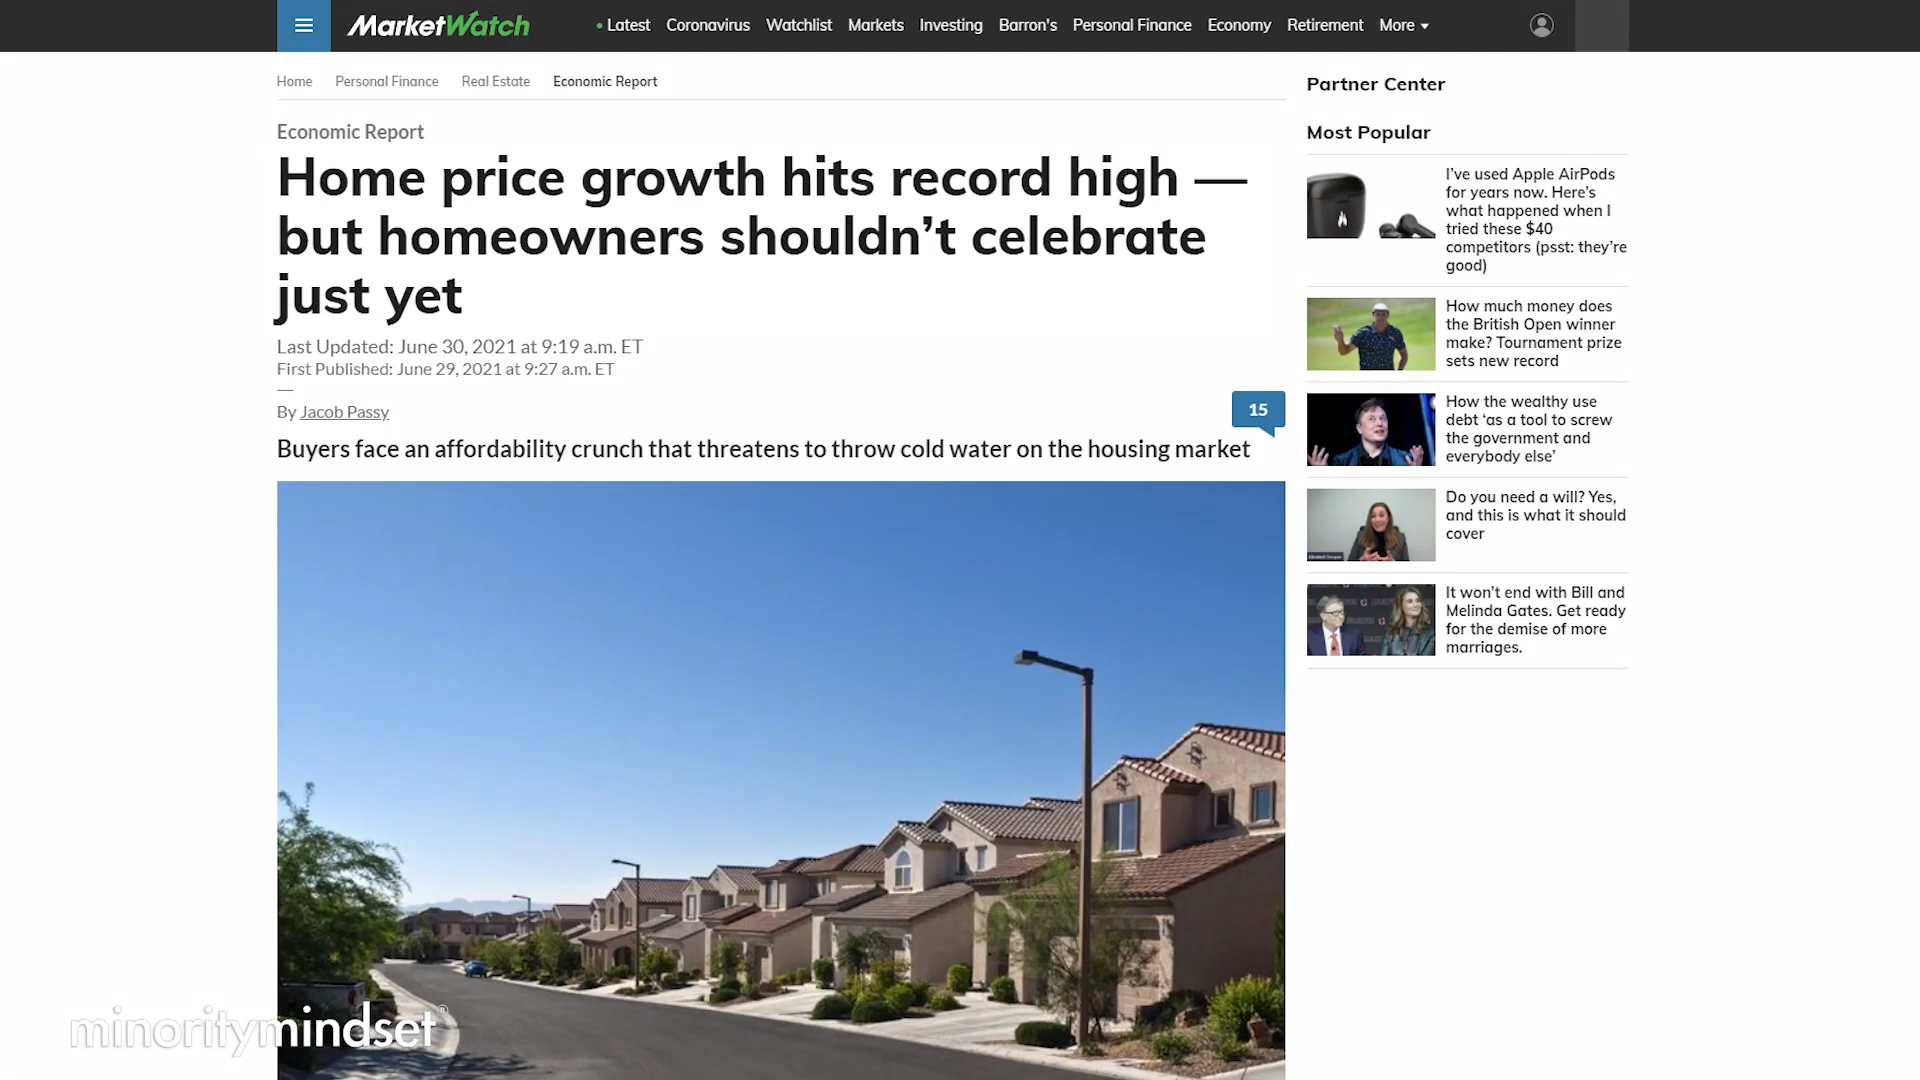 MarketWatch
Latest Coronavirus Watchlist Markets Investing Barron's Personal Finance Economy Retirement More
Home Personal Finance Real Estate Economic Report
Economic Report
Home price growth hits record high —
but homeowners shouldn’t celebrate
just yet
Last Updated: June 30, 2021 at 9:19 a.m. ET
First Published: June 29, 2021 at 9:27 a.m. ET
By Jacob Passy
15
Buyers face an affordability crunch that threatens to throw cold water on the housing market
minoritymindset®
Partner Center
Most Popular
I’ve used Apple AirPods
for years now. Here’s
what happened when I
tried these $40
competitors (psst: they’re
good)
How much money does
the British Open winner
make? Tournament prize
sets new record
How the wealthy use
debt ‘as a tool to screw
the government and
everybody else’
Do you need a will? Yes,
and this is what it should
cover
It won’t end with Bill and
Melinda Gates. Get ready
for the demise of more
marriages.